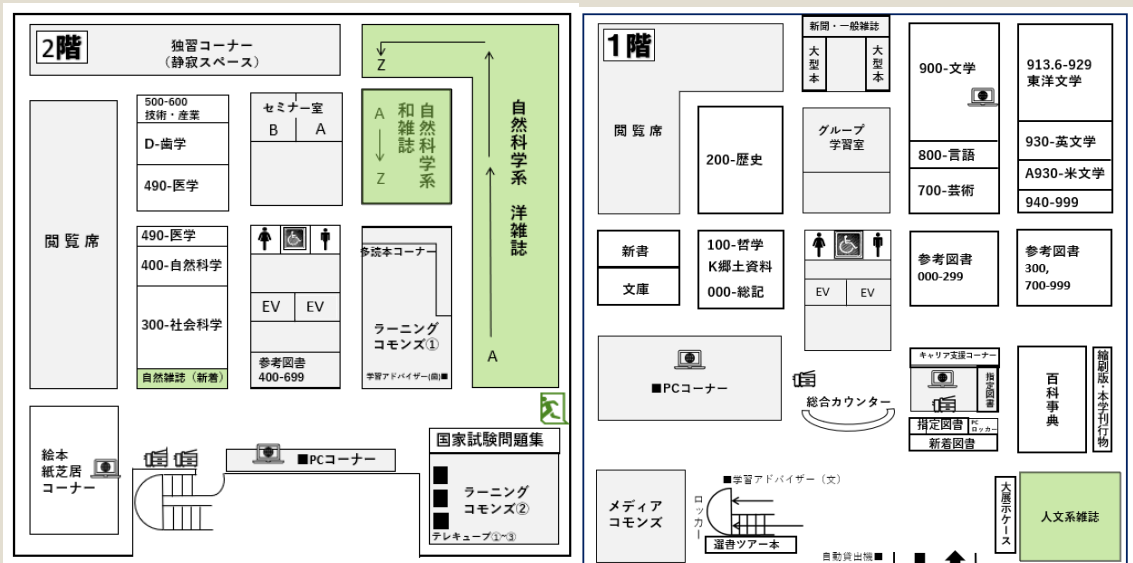 2階
独習コーナー
（静寂スペース）
Z
500-600
技術・産業
D-歯学
490-医学
セミナー室
B
A
A
Z
自然科学系
和雑誌
自然科学系 洋雑誌
A
閲覧席
490-医学
400-自然科学
300-社会科学
自然雑誌（新着）
EV
EV
参考図書
400-699
多読本コーナー
ラーニング
コモンズ①
学習アドバイザー(歯)■
絵本
紙芝居
コーナー
■PCコーナー
国家試験問題集
ラーニング
コモンズ②
テレキューブ①~③
1階
閲覧席
200-歴史
新聞・一般雑誌
大型本
大型本
グループ
学習室
900-文学
800-言語
700-芸術
913.6-929
東洋文学
930-英文学
A930-米文学
940-999
新書
文庫
100-哲学
K郷土資料
000-総記
EV
EV
参考図書
000-299
参考図書
300,
700-999
■PCコーナー
総合カウンター
キャリア支援コーナー
指定図書
指定図書
PC
ロッカー
新着図書
百科事典
縮刷版・本学刊行物
メディア
コモンズ
■学習アドバイザー（文）
ロッカー
選書ツアー本
自動貸出機■
大展示ケース
人文系雑誌